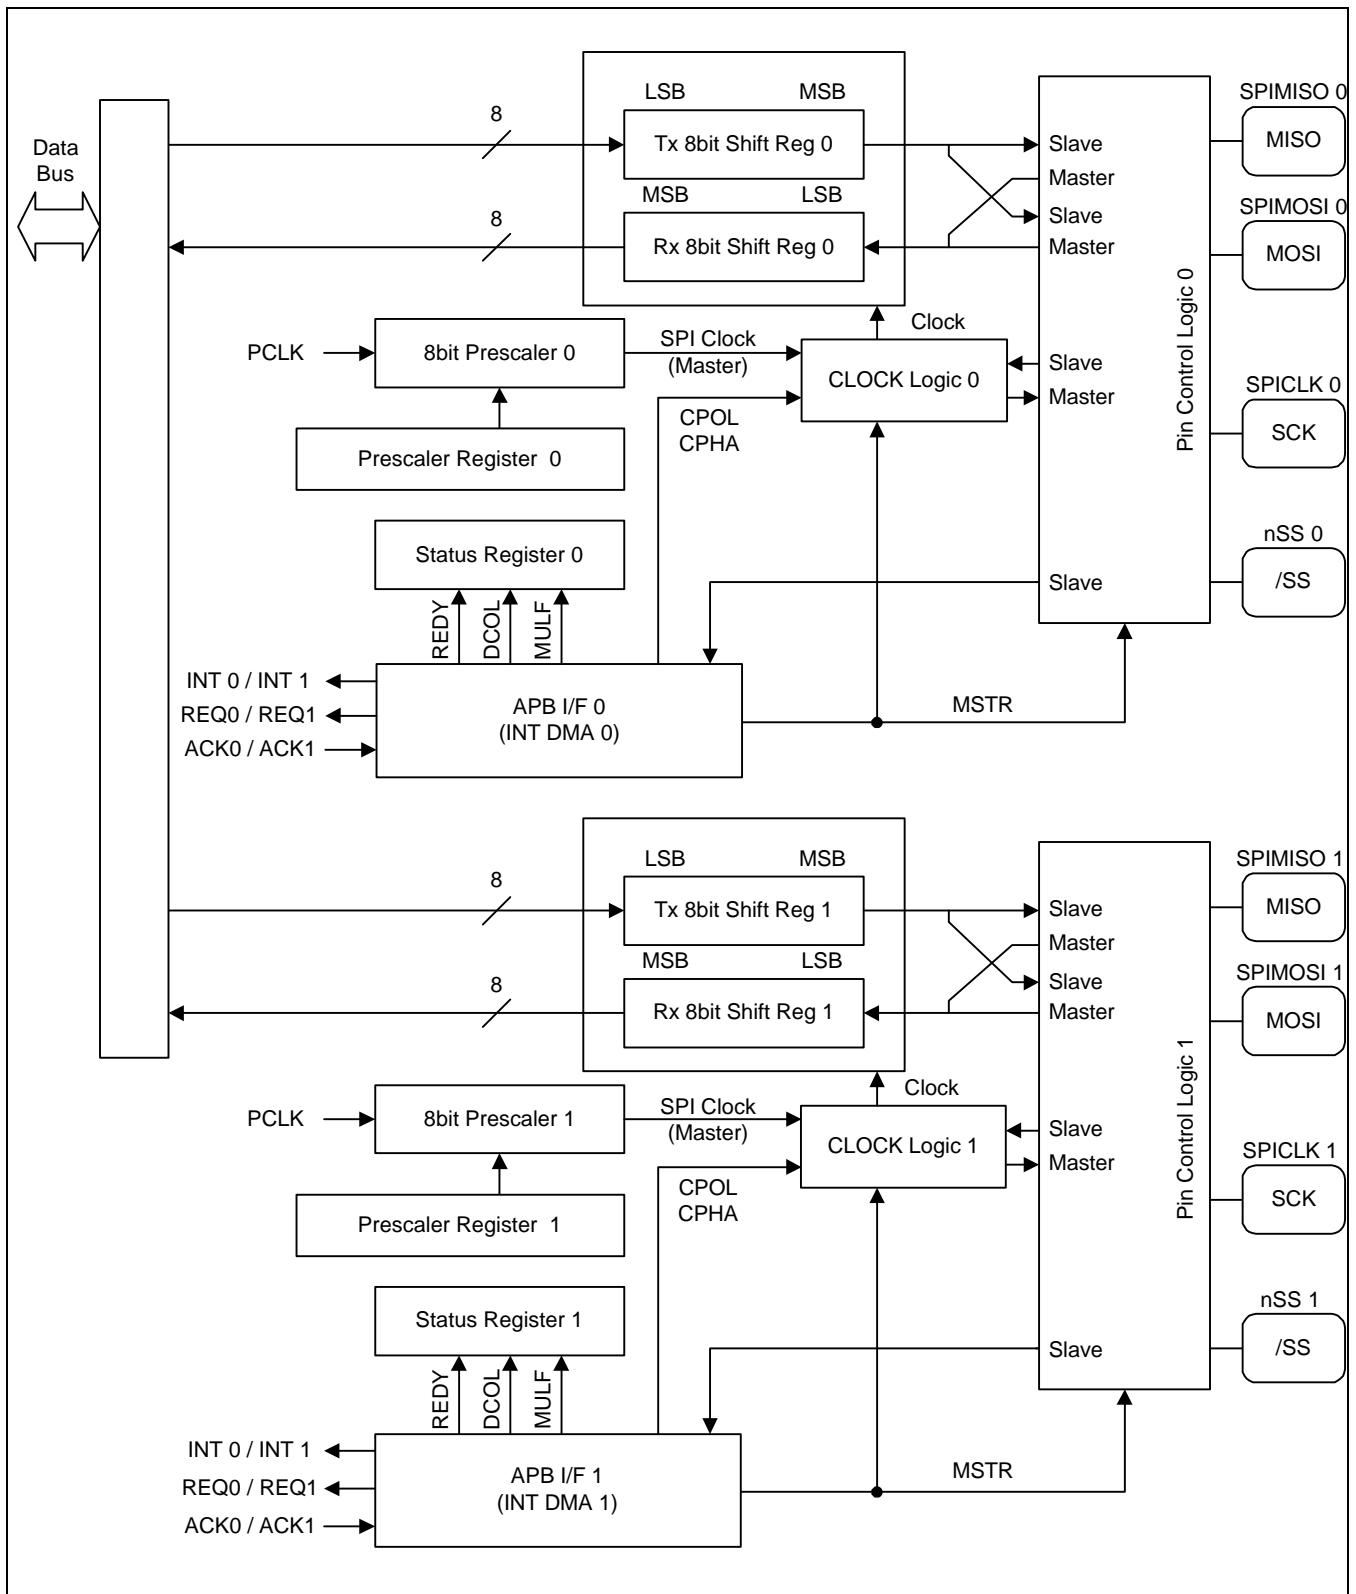 Data
Bus
8
LSB MSB
Tx 8bit Shift Reg 0
MSB LSB
8
Rx 8bit Shift Reg 0
Slave
Master
Slave
Master
SPIMISO 0
MISO
SPIMOSI 0
MOSI
PCLK
8bit Prescaler 0
SPI Clock
(Master)
Clock
CLOCK Logic 0
Slave
Master
Pin Control Logic 0
SPICLK 0
SCK
CPOL
CPHA
Prescaler Register 0
Status Register 0
nSS 0
/SS
Slave
REDY
DCOL
MULF
INT 0 / INT 1
REQ0 / REQ1
ACK0 / ACK1
APB I/F 0
(INT DMA 0)
MSTR
8
LSB MSB
Tx 8bit Shift Reg 1
MSB LSB
8
Rx 8bit Shift Reg 1
Slave
Master
Slave
Master
SPIMISO 1
MISO
SPIMOSI 1
MOSI
PCLK
8bit Prescaler 1
SPI Clock
(Master)
Clock
CLOCK Logic 1
Slave
Master
Pin Control Logic 1
SPICLK 1
SCK
CPOL
CPHA
Prescaler Register 1
Status Register 1
nSS 1
/SS
Slave
REDY
DCOL
MULF
INT 0 / INT 1
REQ0 / REQ1
ACK0 / ACK1
APB I/F 1
(INT DMA 1)
MSTR